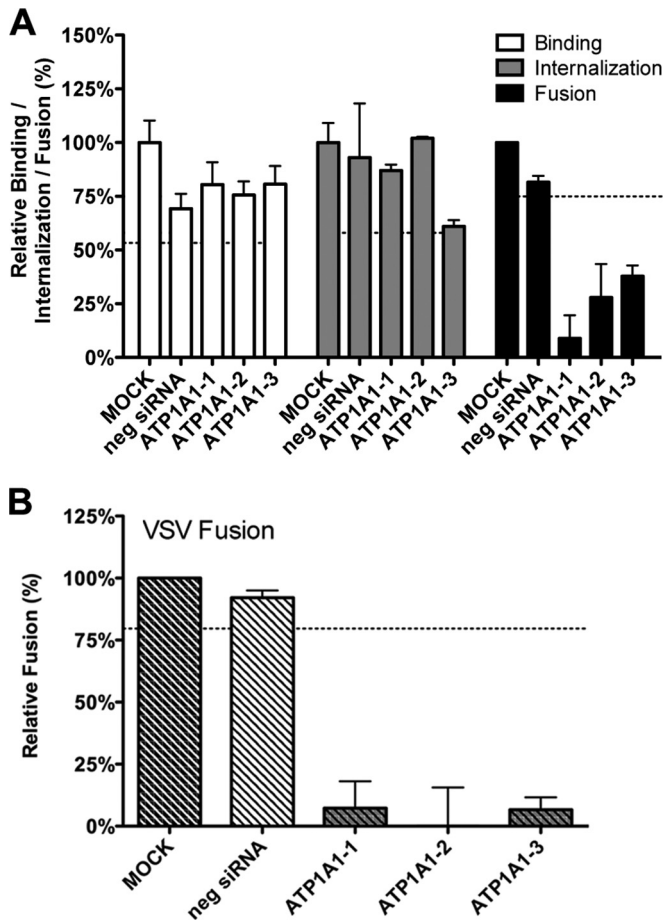 A
Relative Binding /
Internalization / Fusion (%)
150%
125%
100%
75%
50%
25%
0%
Binding
Internalization
Fusion
MOCK
neg siRNA
ATP1A1-1
ATP1A1-2
ATP1A1-3
MOCK
neg siRNA
ATP1A1-1
ATP1A1-2
ATP1A1-3
MOCK
neg siRNA
ATP1A1-1
ATP1A1-2
ATP1A1-3
B
VSV Fusion
Relative Fusion (%)
125%
100%
75%
50%
25%
0%
MOCK
neg siRNA
ATP1A1-1
ATP1A1-2
ATP1A1-3